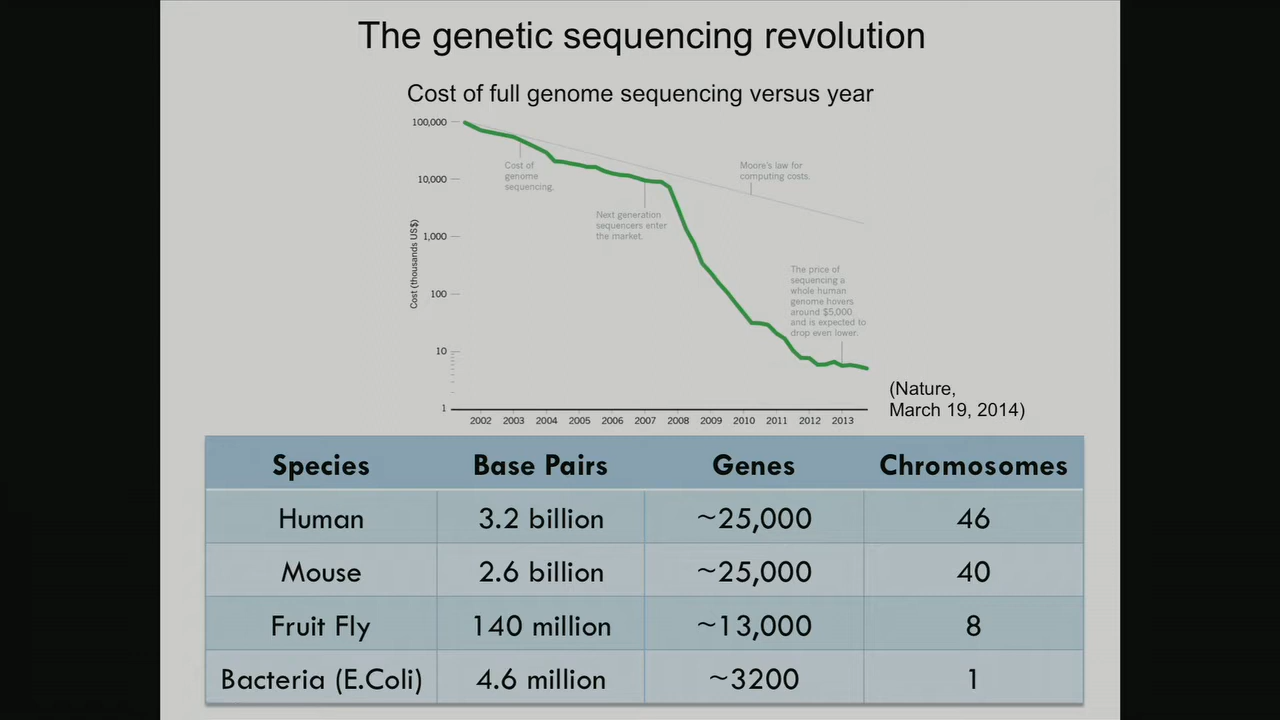 The genetic sequencing revolution
Cost of full genome sequencing versus year
100,000
10,000
1,000
100
10
1
Cost (thousands US$)
Cost of
genome
sequencing.
Next generation
sequencers enter
the market.
Moore's law for
computing costs.
The price of
sequencing a
whole human
genome hovers
around $5,000
and is expected to
drop even lower.
2002 2003 2004 2005 2006 2007 2008 2009 2010 2011 2012 2013
(Nature,
March 19, 2014)
Species Base Pairs Genes Chromosomes
Human 3.2 billion ~25,000 46
Mouse 2.6 billion ~25,000 40
Fruit Fly 140 million ~13,000 8
Bacteria (E.Coli) 4.6 million ~3200 1